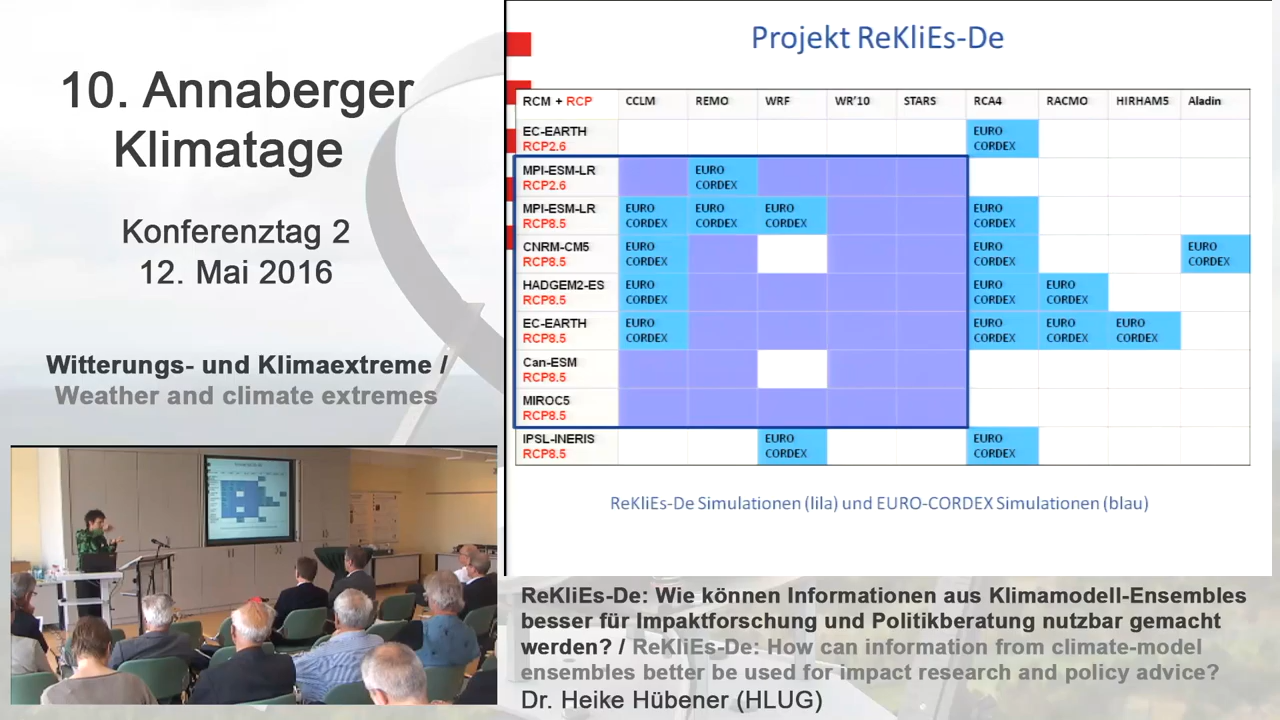 10. Annaberger
Klimatage
Konferenztag 2
12. Mai 2016
Witterungs- und Klimaextreme /
Weather and climate extremes
Projekt ReKliEs-De
RCM + RCP CCLM REMO WRF WR'10 STARS RCA4 RACMO HIRHAM5 Aladin
EC-EARTH EURO
RCP2.6 CORDEX
MPI-ESM-LR EURO
RCP2.6 CORDEX
MPI-ESM-LR EURO EURO EURO EURO
RCP8.5 CORDEX CORDEX CORDEX CORDEX
CNRM-CM5 EURO EURO EURO
RCP8.5 CORDEX CORDEX CORDEX
HADGEM2-ES EURO EURO EURO
RCP8.5 CORDEX CORDEX CORDEX
EC-EARTH EURO EURO EURO EURO
RCP8.5 CORDEX CORDEX CORDEX CORDEX
Can-ESM
RCP8.5
MIROC5
RCP8.5
IPSL-INERIS EURO EURO
RCP8.5 CORDEX CORDEX
ReKliEs-De Simulationen (lila) und EURO-CORDEX Simulationen (blau)
ReKliEs-De: Wie können Informationen aus Klimamodell-Ensembles
besser für Impaktforschung und Politikberatung nutzbar gemacht
werden? / ReKliEs-De: How can information from climate-model
ensembles better be used for impact research and policy advice?
Dr. Heike Hübener (HLUG)